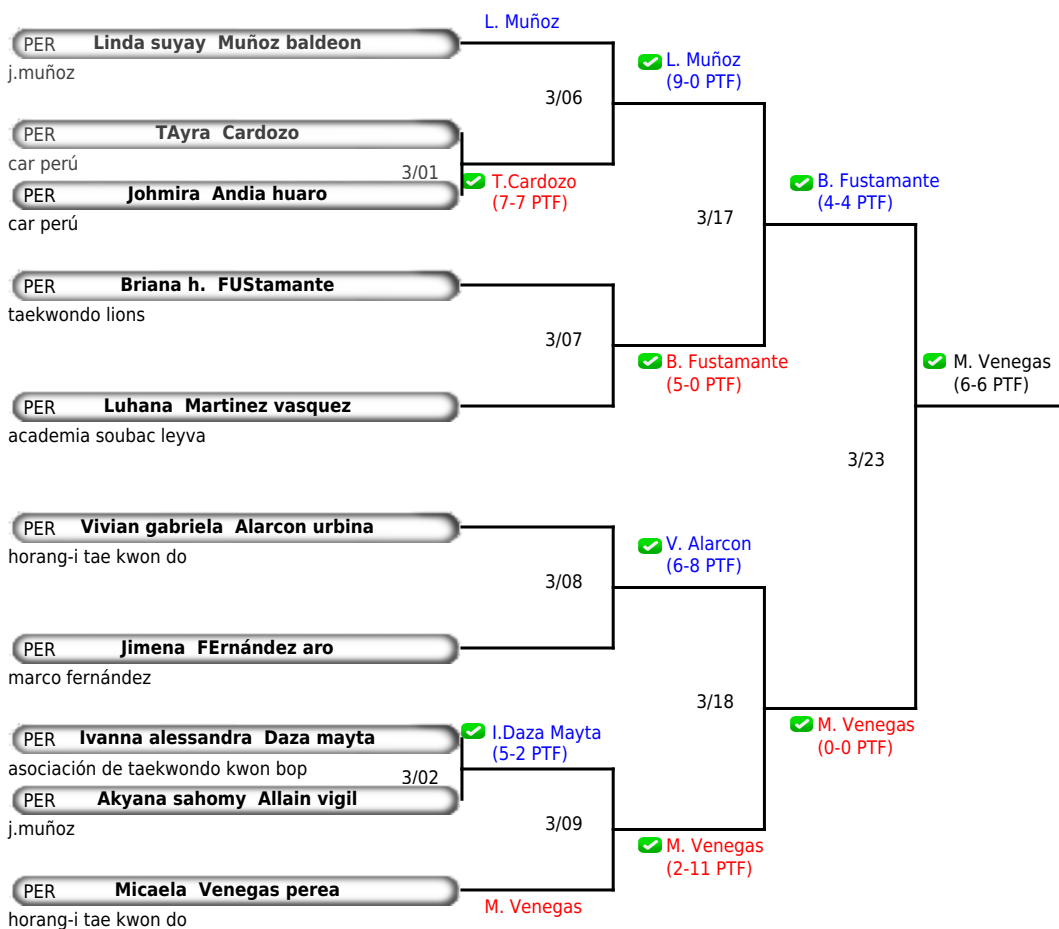 L. Muñoz
PER Linda suyay Muñoz baldeon
j.muñoz
L. Muñoz
(9-0 PTF)
3/06
PER TAyra Cardozo
car perú
3/01
T.Cardozo
(7-7 PTF)
PER Johmira Andia huaro
car perú
B. Fustamante
(4-4 PTF)
3/17
PER Briana h. FUStamante
taekwondo lions
3/07
B. Fustamante
(5-0 PTF)
M. Venegas
(6-6 PTF)
PER Luhana Martinez vasquez
academia soubac leyva
3/23
PER Vivian gabriela Alarcon urbina
horang-i tae kwon do
V. Alarcon
(6-8 PTF)
3/08
PER Jimena FErnández aro
marco fernández
3/18
M. Venegas
(0-0 PTF)
PER Ivanna alessandra Daza mayta
asociación de taekwondo kwon bop
I.Daza Mayta
(5-2 PTF)
3/02
PER Akyana sahomy Allain vigil
j.muñoz
3/09
M. Venegas
(2-11 PTF)
PER Micaela Venegas perea
horang-i tae kwon do
M. Venegas